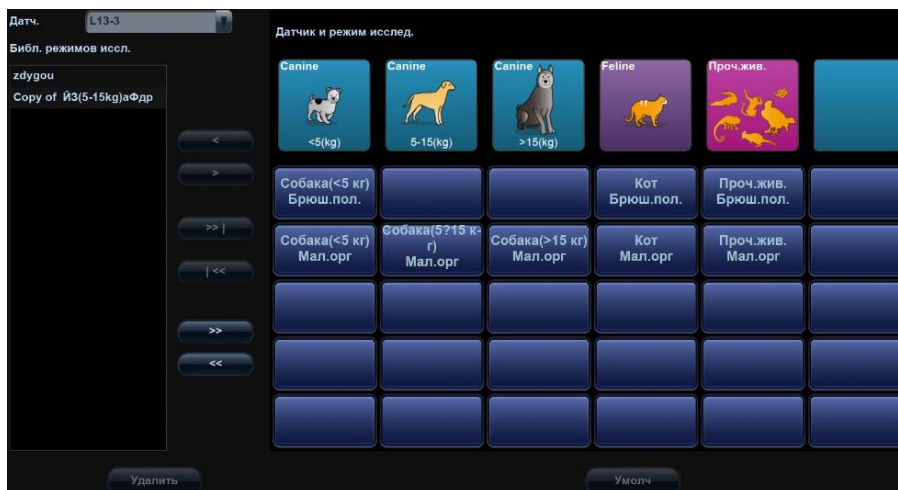 Датч.
L13-3
Библ. режимов иссл.
zdygou
Copy of ЙЗ(5-15kg)аФдр
<
>
>> |
| <<
>>
<<
Удалить
Датчик и режим исслед.
Canine
<5(kg)
Canine
5-15(kg)
Canine
>15(kg)
Feline
Проч.жив.
Собака(<5 кг)
Брюш.пол.
Кот
Брюш.пол.
Проч.жив.
Брюш.пол.
Собака(<5 кг)
Мал.орг
Собака(5?15 к-
г)
Мал.орг
Собака(>15 кг)
Мал.орг
Кот
Мал.орг
Проч.жив.
Мал.орг
Умолч